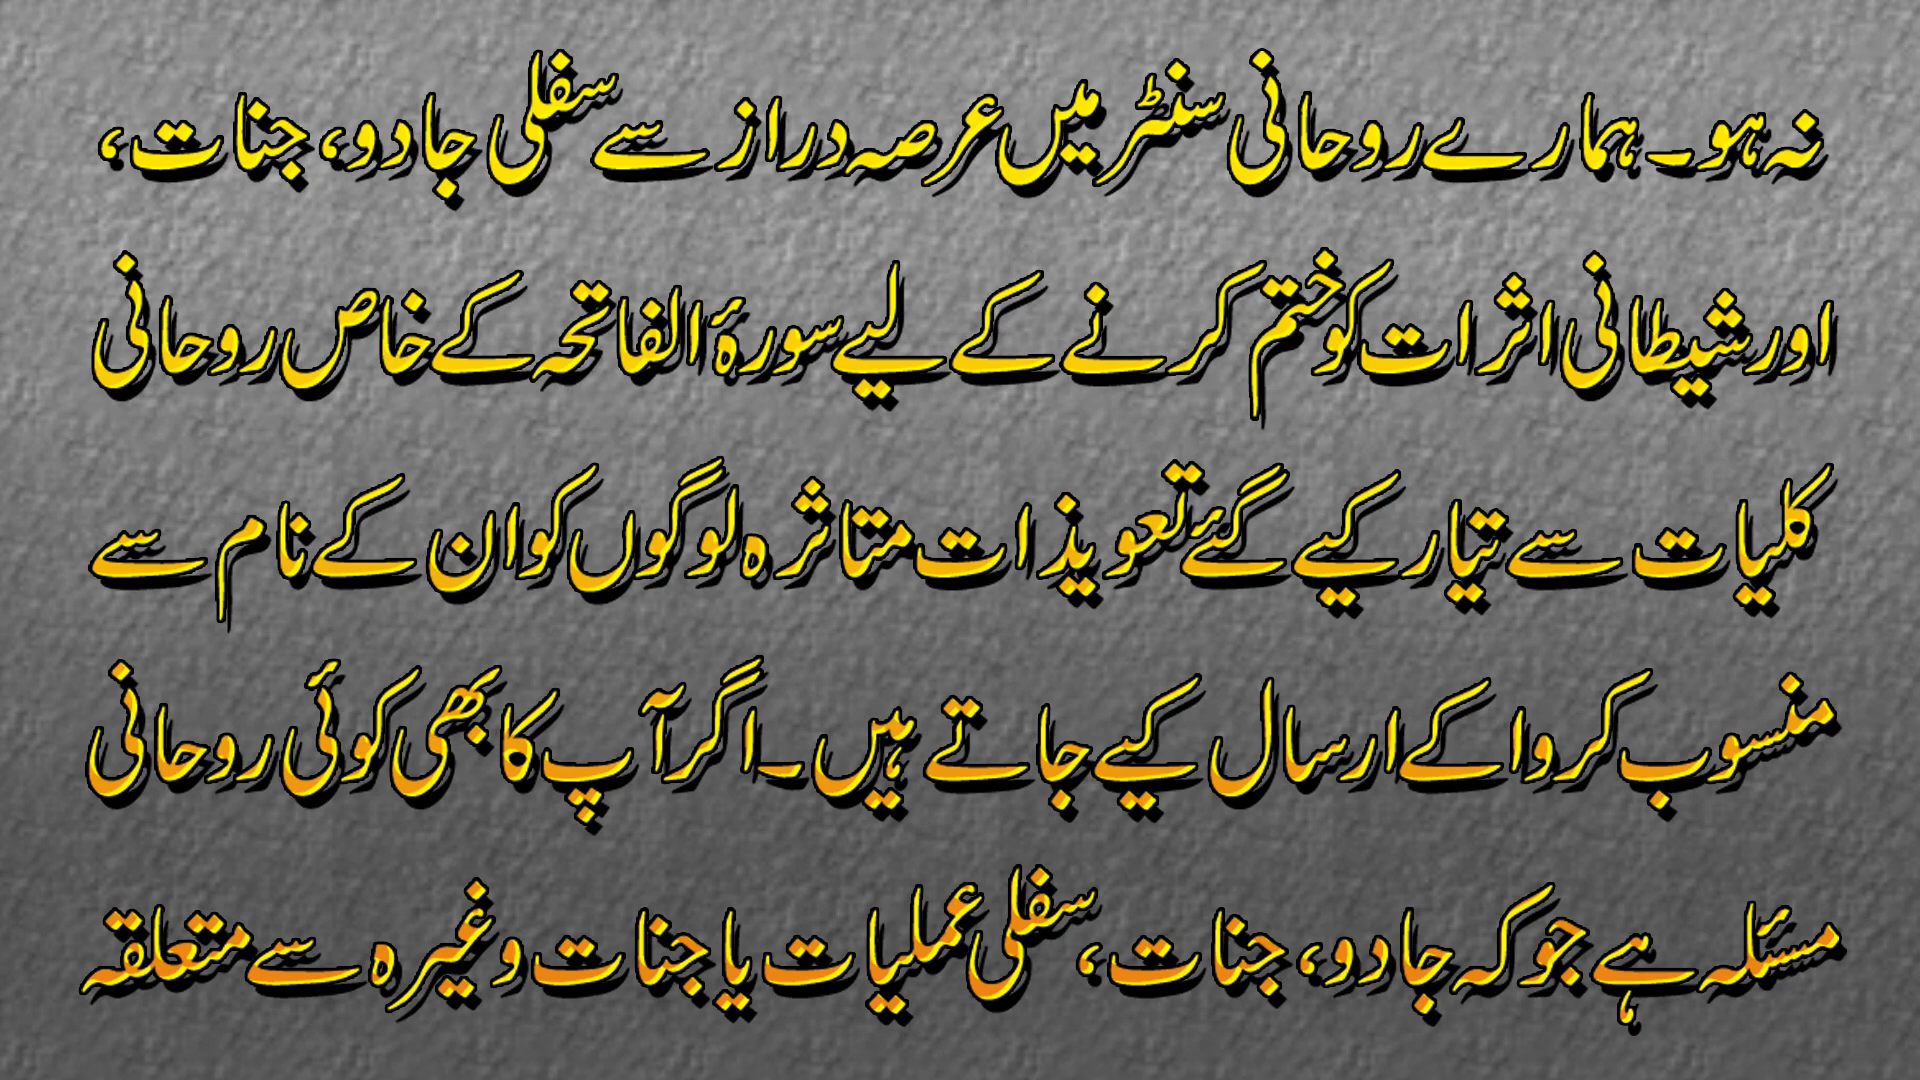 نہ ہو۔ ہمارے روحانی سنٹر میں عرصہ دراز سے سفلی جادو، جنات،
اور شیطانی اثرات کو ختم کرنے کے لیے سورۂ الفاتحہ کے خاص روحانی
کلیات سے تیار کیے گئے تعویذات متاثرہ لوگوں کو ان کے نام سے
منسوب کروا کے ارسال کیے جاتے ہیں۔ اگر آپ کا بھی کوئی روحانی
مسئلہ ہے جو کہ جادو، جنات، سفلی عملیات یا جنات وغیرہ سے متعلقہ